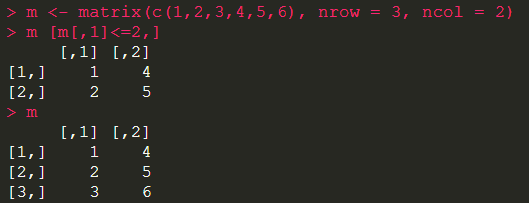 > m <- matrix(c(1,2,3,4,5,6), nrow = 3, ncol = 2)
> m [m[,1]<=2,]
     [,1] [,2]
[1,]    1    4
[2,]    2    5
> m
     [,1] [,2]
[1,]    1    4
[2,]    2    5
[3,]    3    6